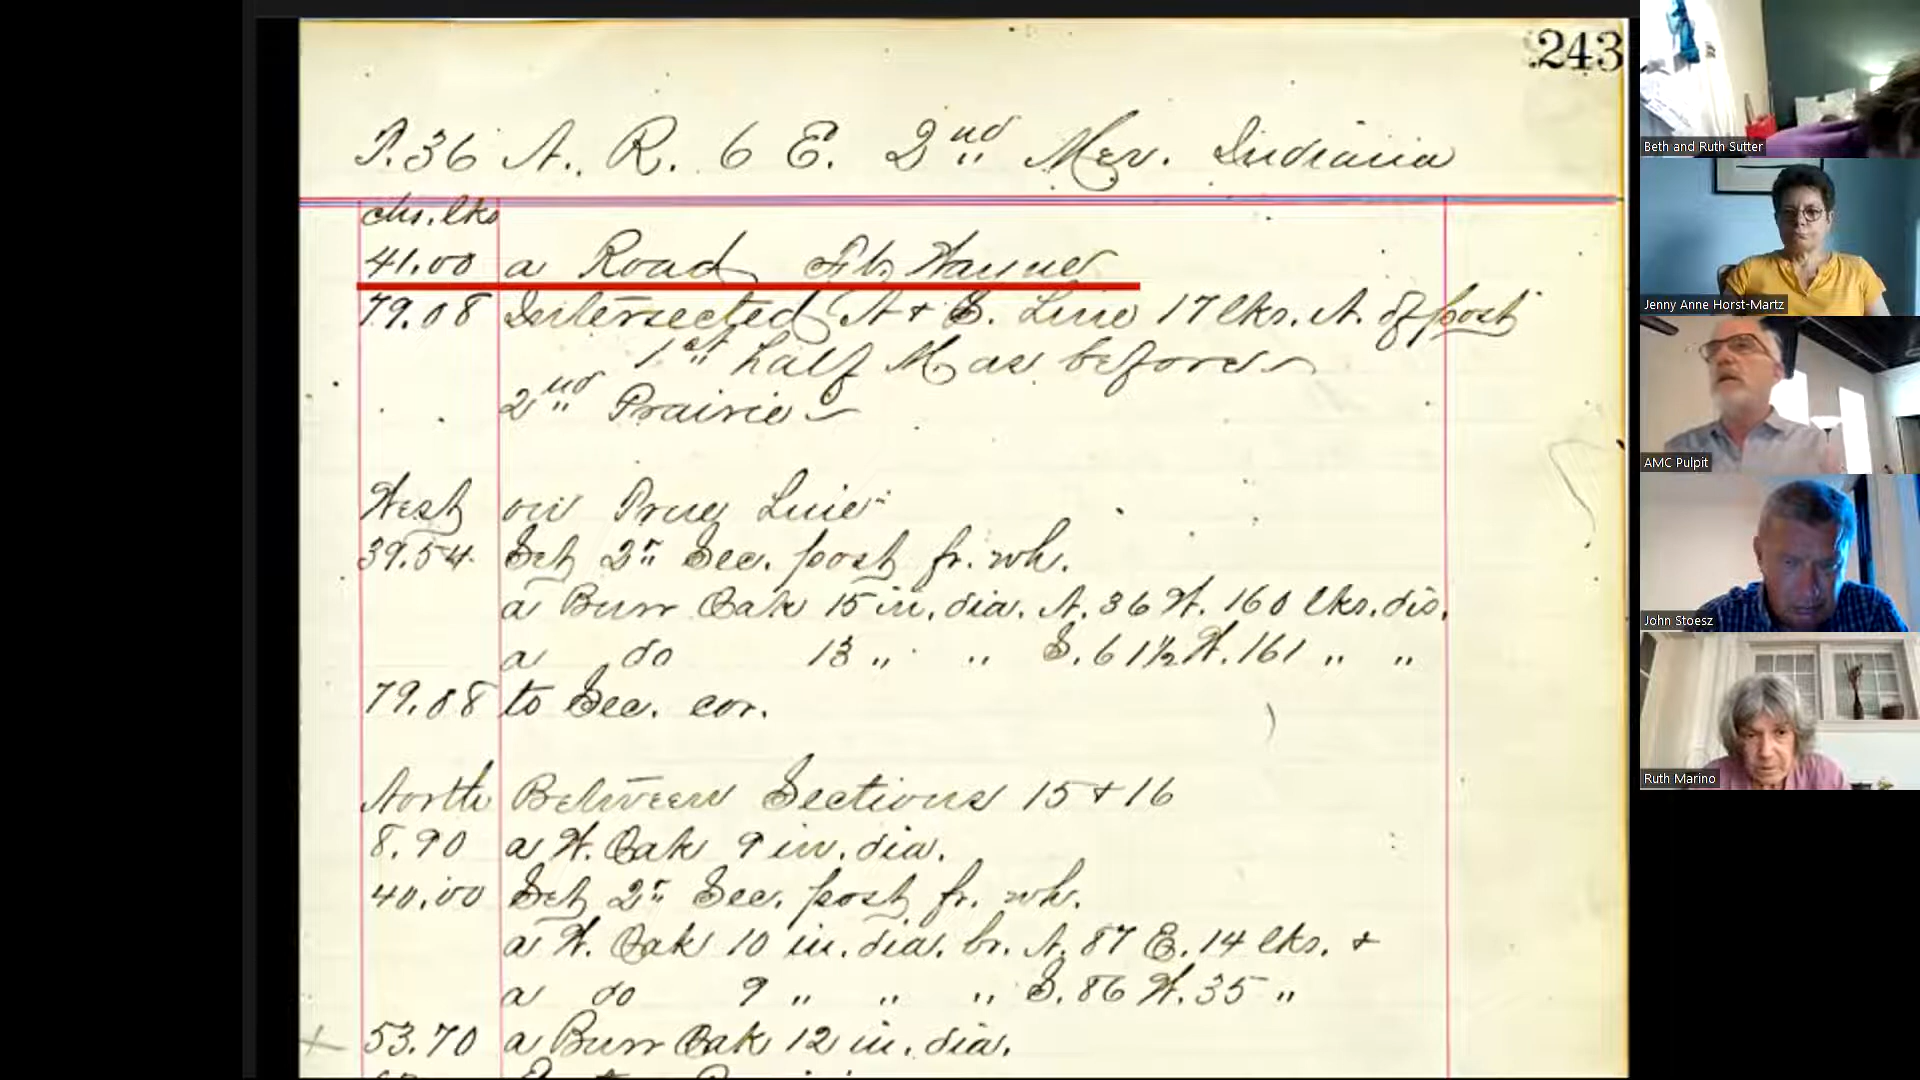 243
T. 36 N. R. 6 E. 2nd Mer. Indiana
chs. lks
41.00 a Road Ft. Wayne
79.08 Intersected N & S. Line 17 lks. N. of post
1st half M as before
2nd Prairie
West on True Line
39.54 Set 2r Sec. post fr. wh.
a Burr Oak 15 in. dia. N. 36 W. 160 lks. dis.
a do 13 " " S. 61½ W. 161 " "
79.08 to Sec. cor.
North Between Sections 15 & 16
8.90 a W. Oak 9 in. dia.
40.00 Set 2r Sec. post fr. wh.
a W. Oak 10 in. dia. br. N. 87 E. 14 lks. &
a do 9 " " " S. 86 W. 35 "
53.70 a Burr Oak 12 in. dia.
Beth and Ruth Sutter
Jenny Anne Horst-Martz
AMC Pulpit
John Stoesz
Ruth Marino